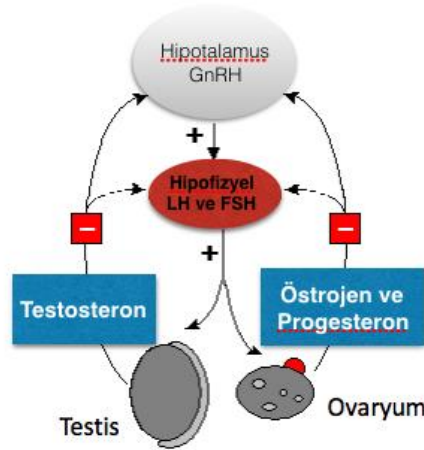 Hipotalamus
GnRH
+
Hipofizyel
LH ve FSH
–
–
+
Testosteron
Östrojen ve
Progesteron
Testis
Ovaryum